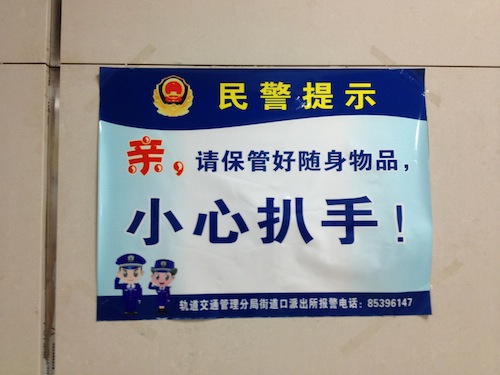 民警提示
亲，请保管好随身物品，
小心扒手！
轨道交通管理分局街道口派出所报警电话：85396147